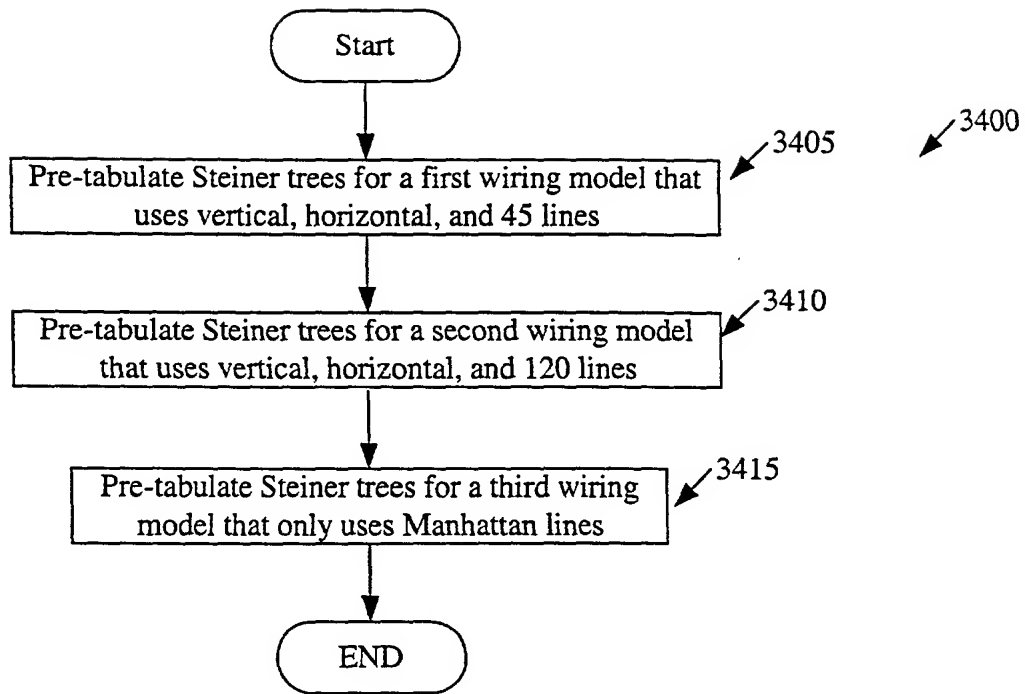 Start
3400
3405
Pre-tabulate Steiner trees for a first wiring model that
uses vertical, horizontal, and 45 lines
3410
Pre-tabulate Steiner trees for a second wiring model
that uses vertical, horizontal, and 120 lines
3415
Pre-tabulate Steiner trees for a third wiring
model that only uses Manhattan lines
END